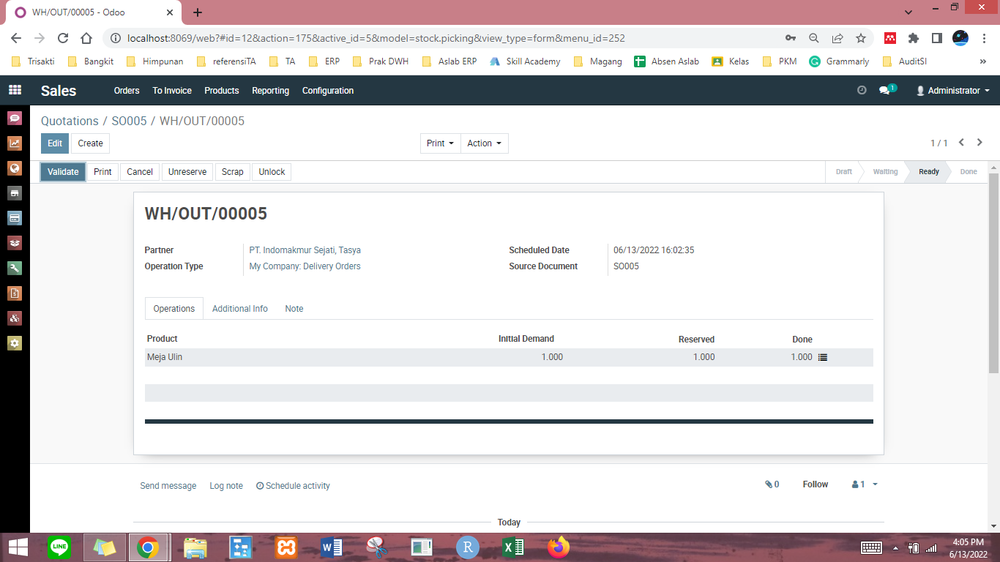 WH/OUT/00005 - Odoo
localhost:8069/web?#id=12&action=175&active_id=5&model=stock.picking&view_type=form&menu_id=252
Trisakti Bangkit Himpunan referensiTA TA ERP Prak DWH Aslab ERP Skill Academy Magang Absen Aslab Kelas PKM Grammarly AuditSI »
Sales Orders To Invoice Products Reporting Configuration 1 Administrator
Quotations / SO005 / WH/OUT/00005
Edit Create Print Action 1 / 1
Validate Print Cancel Unreserve Scrap Unlock Draft Waiting Ready Done
WH/OUT/00005
Partner PT. Indomakmur Sejati, Tasya Scheduled Date 06/13/2022 16:02:35
Operation Type My Company: Delivery Orders Source Document SO005
Operations Additional Info Note
Product Initial Demand Reserved Done
Meja Ulin 1.000 1.000 1.000
Send message Log note Schedule activity 0 Follow 1
Today
LINE W R X 4:05 PM
6/13/2022